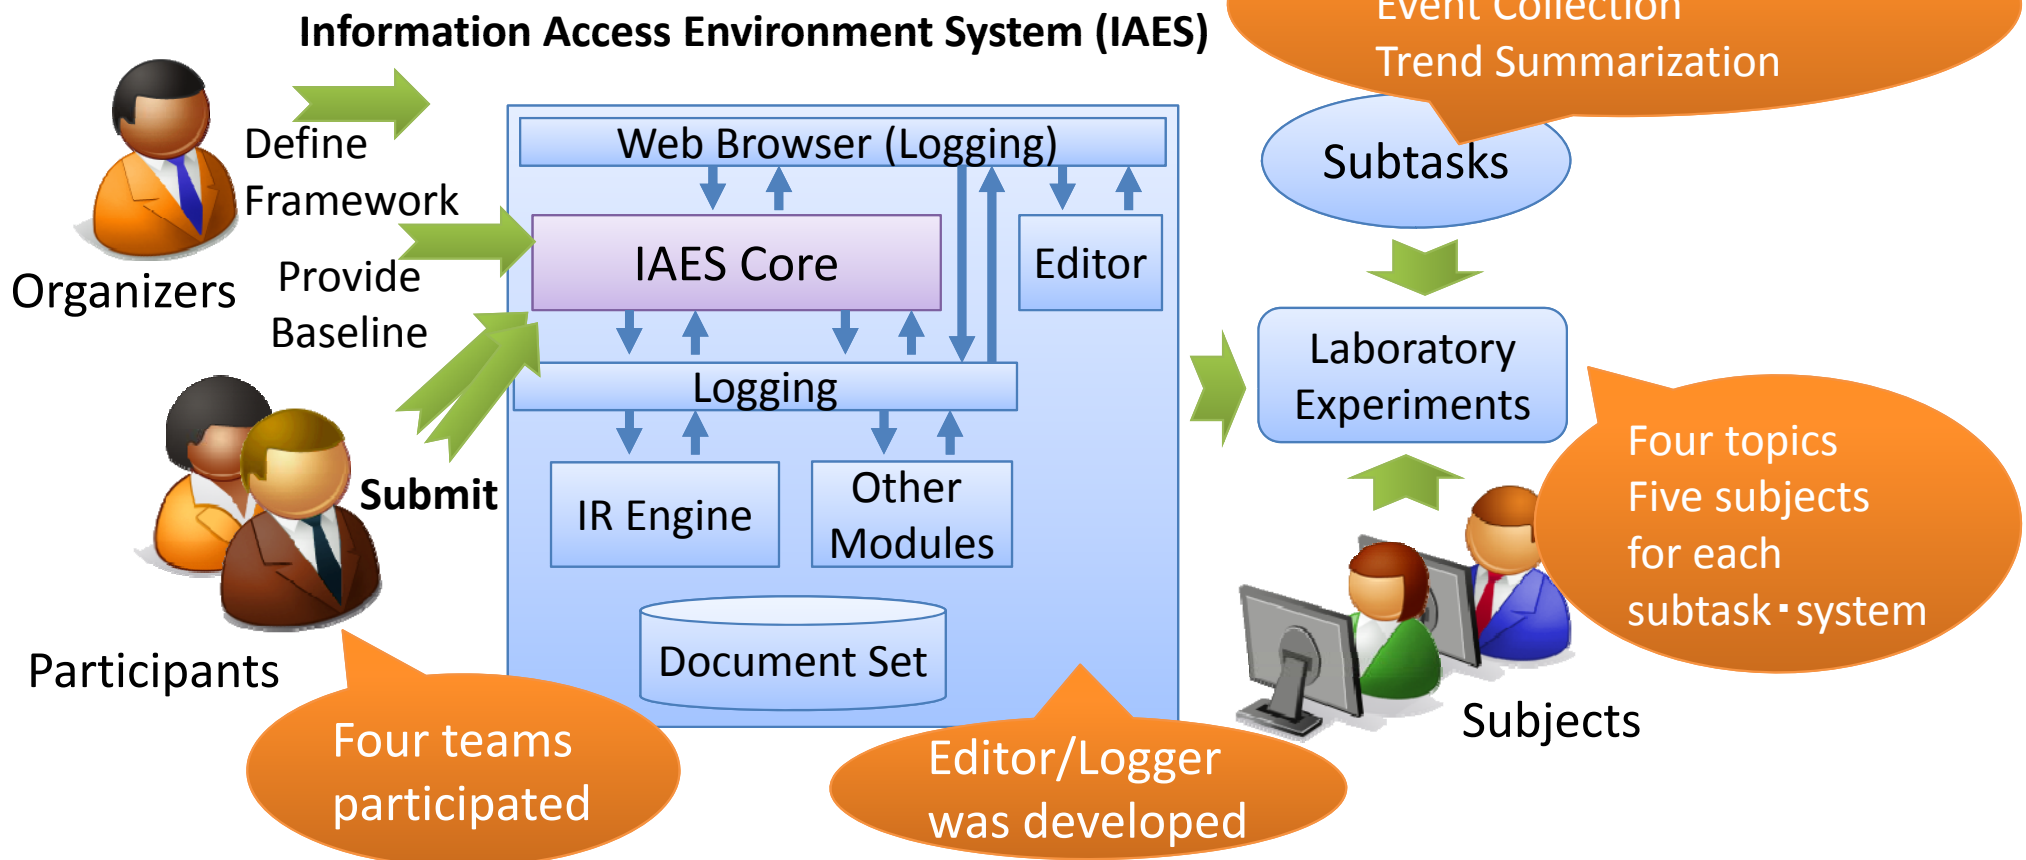 Information Access Environment System (IAES)
Event Collection
Trend Summarization
Define
Framework
Organizers
Provide
Baseline
Participants
Submit
Web Browser (Logging)
IAES Core
Editor
Logging
IR Engine
Other
Modules
Document Set
Subtasks
Laboratory
Experiments
Four topics
Five subjects
for each
subtask・system
Subjects
Four teams
participated
Editor/Logger
was developed